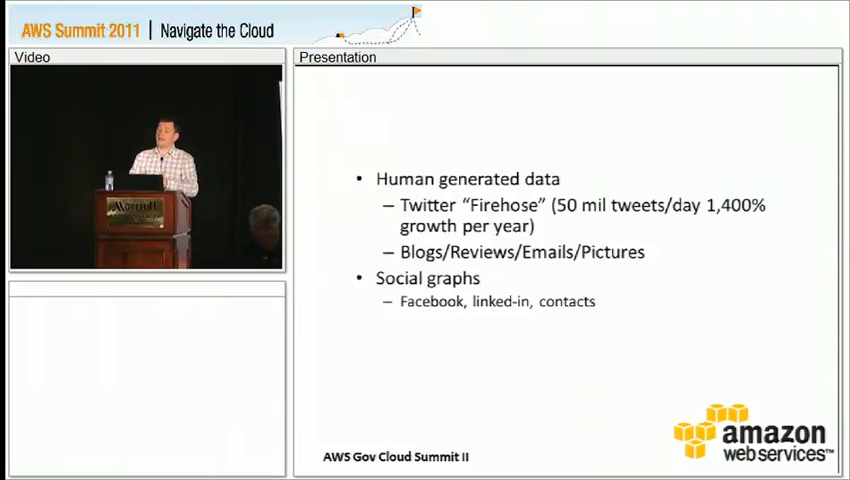 AWS Summit 2011 | Navigate the Cloud
Video
Presentation
Marriott
• Human generated data
– Twitter “Firehose” (50 mil tweets/day 1,400%
growth per year)
– Blogs/Reviews/Emails/Pictures
• Social graphs
– Facebook, linked-in, contacts
AWS Gov Cloud Summit II
amazon
webservices™